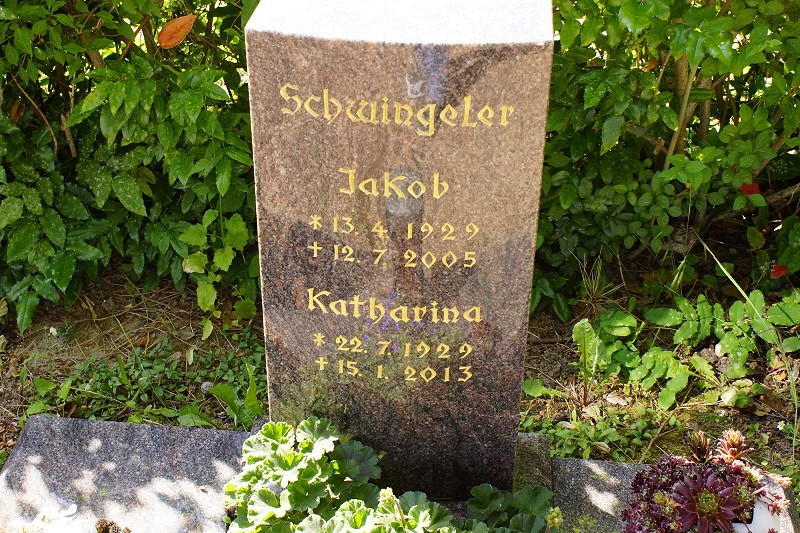 Schwingeler
Jakob
* 13. 4 1929
† 12. 7 2005
Katharina
* 22. 7. 1929
† 15. 1. 2013